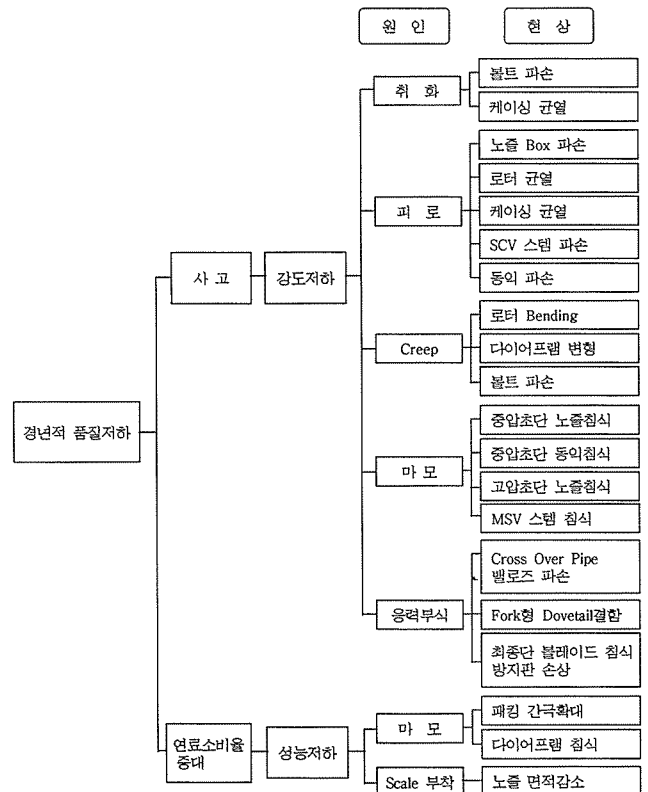 원 인
현 상
취 화
볼트 파손
케이싱 균열
피 로
노즐 Box 파손
로터 균열
케이싱 균열
SCV 스템 파손
동익 파손
사 고
강도저하
Creep
로터 Bending
다이어프램 변형
볼트 파손
경년적 품질저하
마 모
중압초단 노즐침식
중압초단 동익침식
고압초단 노즐침식
MSV 스템 침식
응력부식
Cross Over Pipe
밸로즈 파손
Fork형 Dovetail결함
최종단 블레이드 침식
방지판 손상
연료소비율
증대
성능저하
마 모
패킹 간극확대
다이어프램 침식
Scale 부착
노즐 면적감소